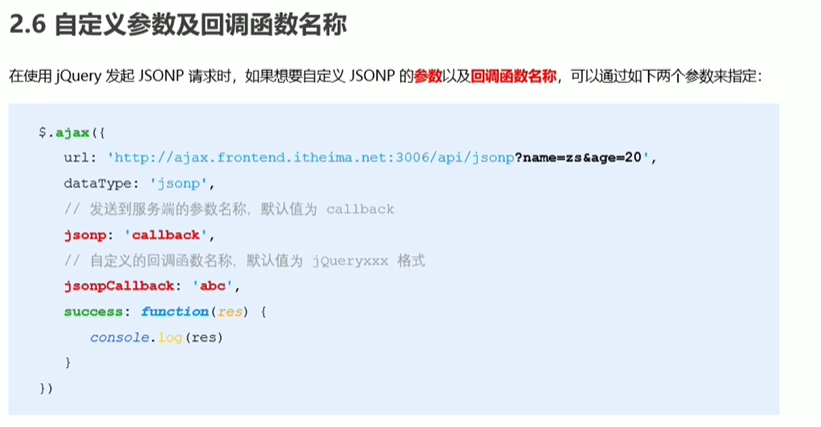 2.6 自定义参数及回调函数名称
在使用 jQuery 发起 JSONP 请求时，如果想要自定义 JSONP 的参数以及回调函数名称，可以通过如下两个参数来指定：
$.ajax({
url: 'http://ajax.frontend.itheima.net:3006/api/jsonp?name=zs&age=20',
dataType: 'jsonp',
// 发送到服务端的参数名称，默认值为 callback
jsonp: 'callback',
// 自定义的回调函数名称，默认值为 jQueryxxx 格式
jsonpCallback: 'abc',
success: function(res) {
console.log(res)
}
})